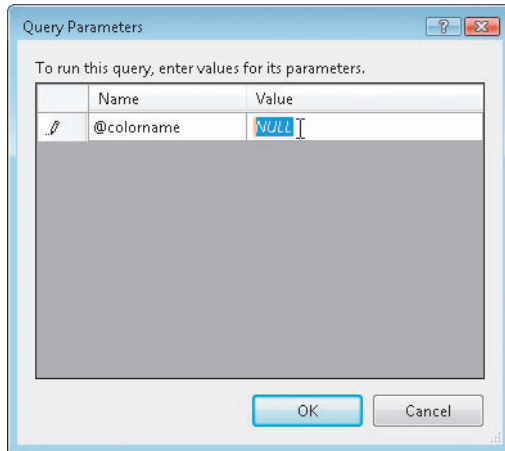 Query Parameters
To run this query, enter values for its parameters.
Name Value
@colorname NULL
OK Cancel